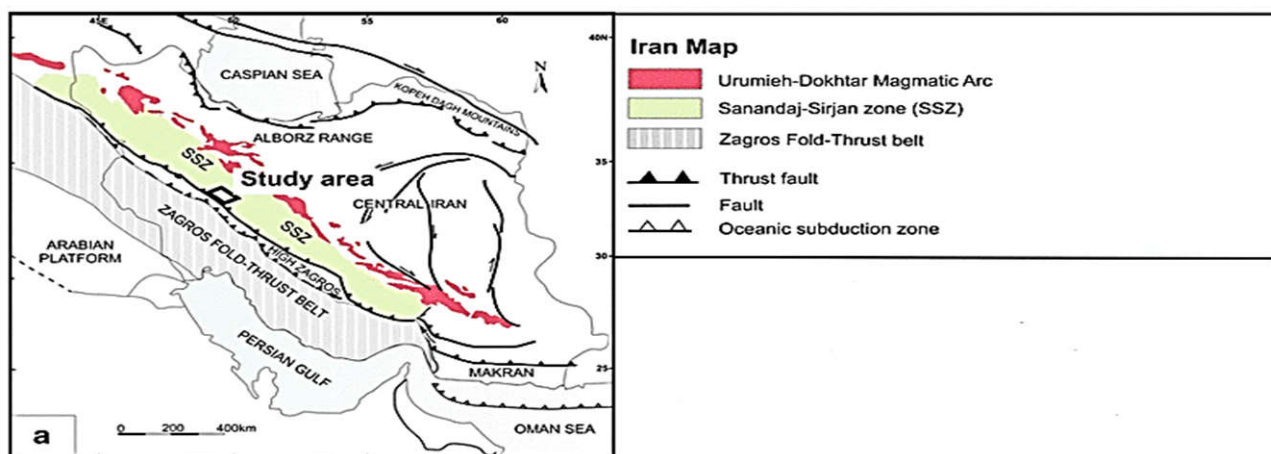 45E 50 55 60
40N
CASPIAN SEA
N
KOPEH DAGH MOUNTAINS
ALBORZ RANGE
35
SSZ
Study area
CENTRAL IRAN
SSZ
ARABIAN
PLATFORM
ZAGROS FOLD-THRUST BELT
HIGH ZAGROS
30
PERSIAN GULF
MAKRAN
25
a
0 200 400km
OMAN SEA
Iran Map
Urumieh-Dokhtar Magmatic Arc
Sanandaj-Sirjan zone (SSZ)
Zagros Fold-Thrust belt
Thrust fault
Fault
Oceanic subduction zone